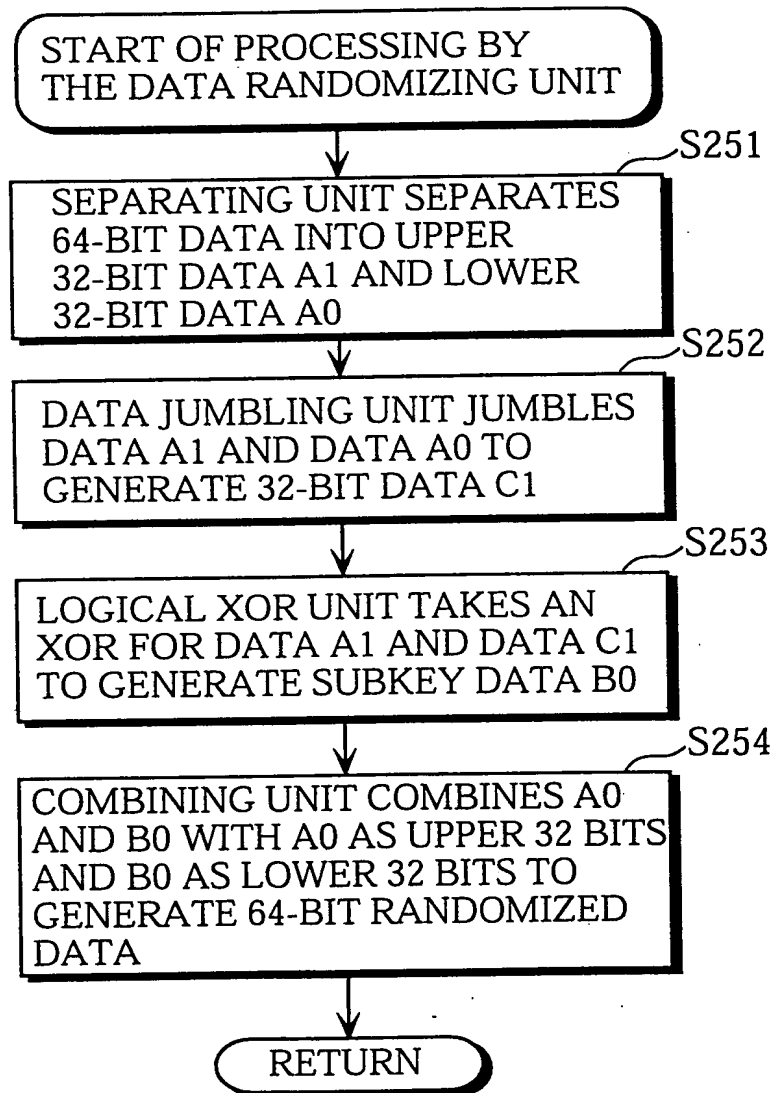 START OF PROCESSING BY
THE DATA RANDOMIZING UNIT
S251
SEPARATING UNIT SEPARATES
64-BIT DATA INTO UPPER
32-BIT DATA A1 AND LOWER
32-BIT DATA A0
S252
DATA JUMBLING UNIT JUMBLES
DATA A1 AND DATA A0 TO
GENERATE 32-BIT DATA C1
S253
LOGICAL XOR UNIT TAKES AN
XOR FOR DATA A1 AND DATA C1
TO GENERATE SUBKEY DATA B0
S254
COMBINING UNIT COMBINES A0
AND B0 WITH A0 AS UPPER 32 BITS
AND B0 AS LOWER 32 BITS TO
GENERATE 64-BIT RANDOMIZED
DATA
RETURN